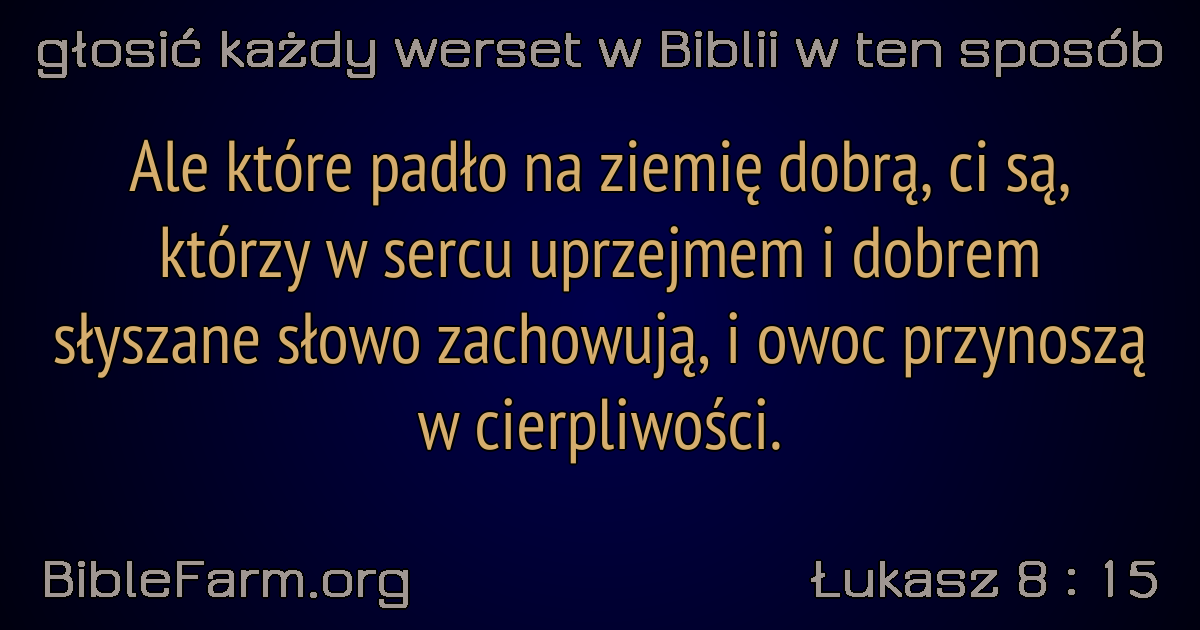 głosić każdy werset w Biblii w ten sposób
Ale które padło na ziemię dobrą, ci są,
którzy w sercu uprzejmem i dobrem
słyszane słowo zachowują, i owoc przynoszą
w cierpliwości.
BibleFarm.org
Łukasz 8 : 15